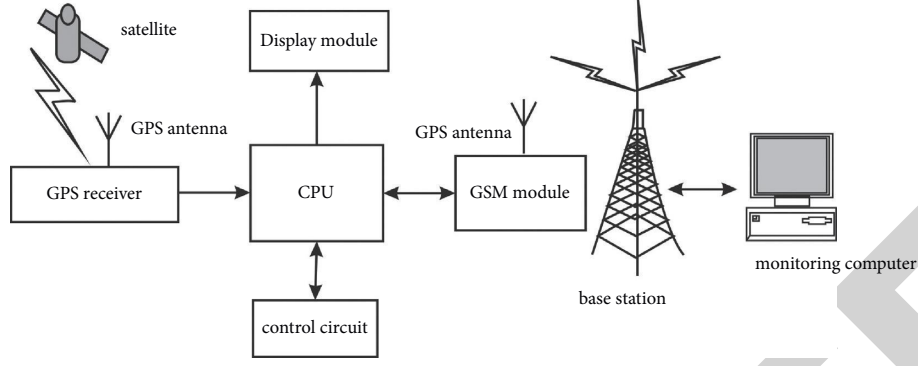 satellite
Display module
GPS antenna
GPS antenna
GPS receiver
CPU
GSM module
monitoring computer
base station
control circuit